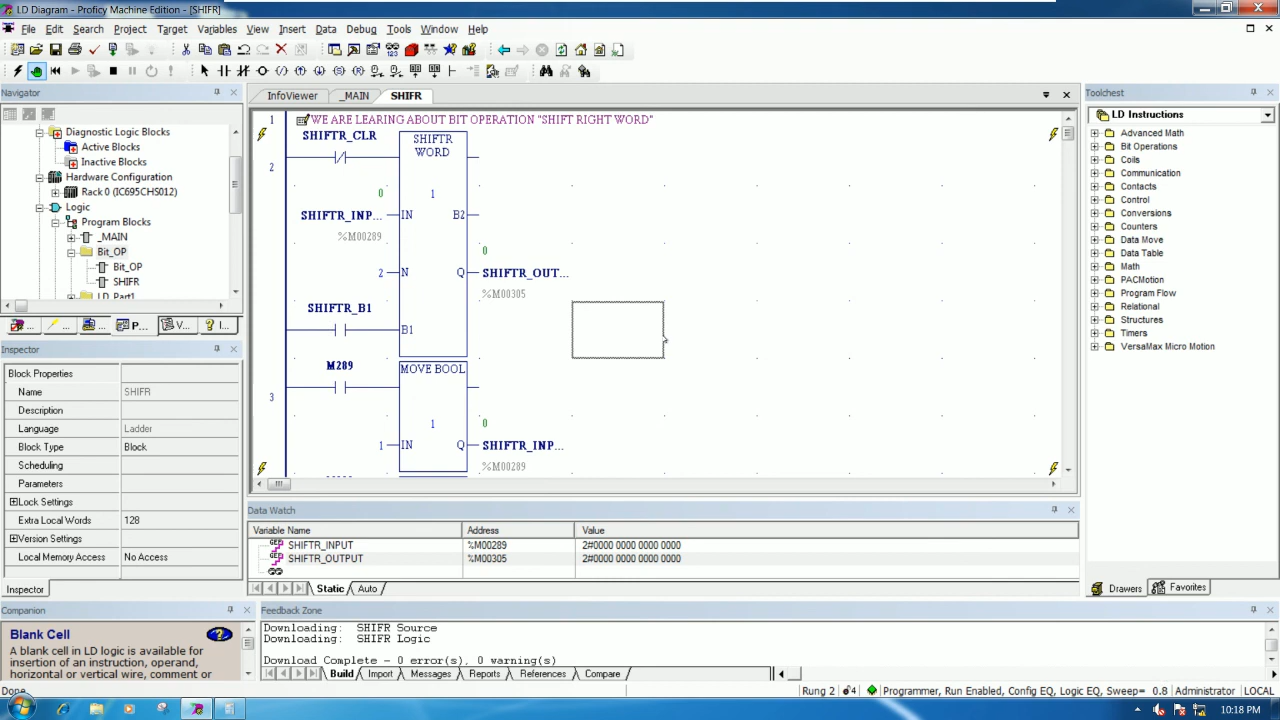 LD Diagram - Proficy Machine Edition - [SHIFR]
File Edit Search Project Target Variables View Insert Data Debug Tools Window Help
Navigator
Diagnostic Logic Blocks
Active Blocks
Inactive Blocks
Hardware Configuration
Rack 0 (IC695CHS012)
Logic
Program Blocks
_MAIN
Bit_OP
Bit_OP
SHIFR
LD_Part1
... ... ... P... V... I...
Inspector
Block Properties
Name SHIFR
Description
Language Ladder
Block Type Block
Scheduling
Parameters
Lock Settings
Extra Local Words 128
Version Settings
Local Memory Access No Access
Inspector
Companion
Blank Cell
A blank cell in LD logic is available for
insertion of an instruction, operand,
horizontal or vertical wire, comment or
InfoViewer _MAIN SHIFR
1 WE ARE LEARING ABOUT BIT OPERATION "SHIFT RIGHT WORD"
SHIFTR_CLR SHIFTR
WORD
2
0 1
SHIFTR_INP... IN B2
%M00289
0
2 N Q SHIFTR_OUT...
%M00305
SHIFTR_B1
B1
M289 MOVE BOOL
3
1 0
1 IN Q SHIFTR_INP...
%M00289
Data Watch
Variable Name Address Value
SHIFTR_INPUT %M00289 2#0000 0000 0000 0000
SHIFTR_OUTPUT %M00305 2#0000 0000 0000 0000
Static Auto
Feedback Zone
Downloading: SHIFR Source
Downloading: SHIFR Logic
Download Complete - 0 error(s), 0 warning(s)
Build Import Messages Reports References Compare
Toolchest
LD Instructions
Advanced Math
Bit Operations
Coils
Communication
Contacts
Control
Conversions
Counters
Data Move
Data Table
Math
PACMotion
Program Flow
Relational
Structures
Timers
VersaMax Micro Motion
Drawers Favorites
Done
Rung 2 4 Programmer, Run Enabled, Config EQ, Logic EQ, Sweep= 0.8 Administrator LOCAL
10:18 PM